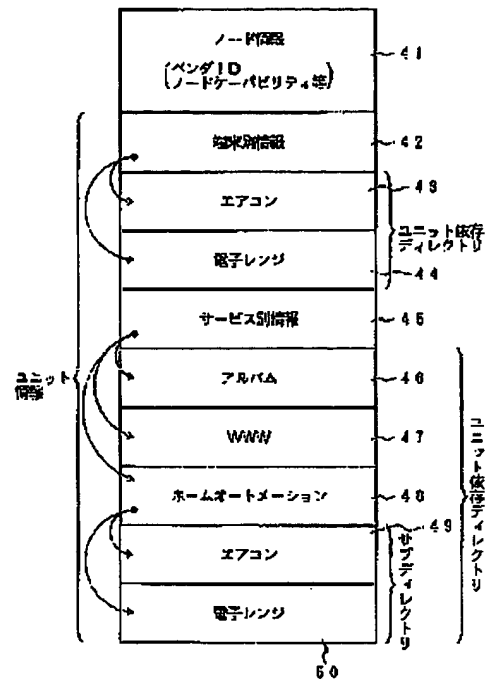 ノード情報
(ベンダID
ノードケーパビリティ等)
41
端末別情報
42
エアコン
43
電子レンジ
44
ユニット依存
ディレクトリ
サービス別情報
45
アルバム
46
WWW
47
ホームオートメーション
48
エアコン
49
電子レンジ
50
サブディレクトリ
ユニット依存ディレクトリ
ユニット
情報